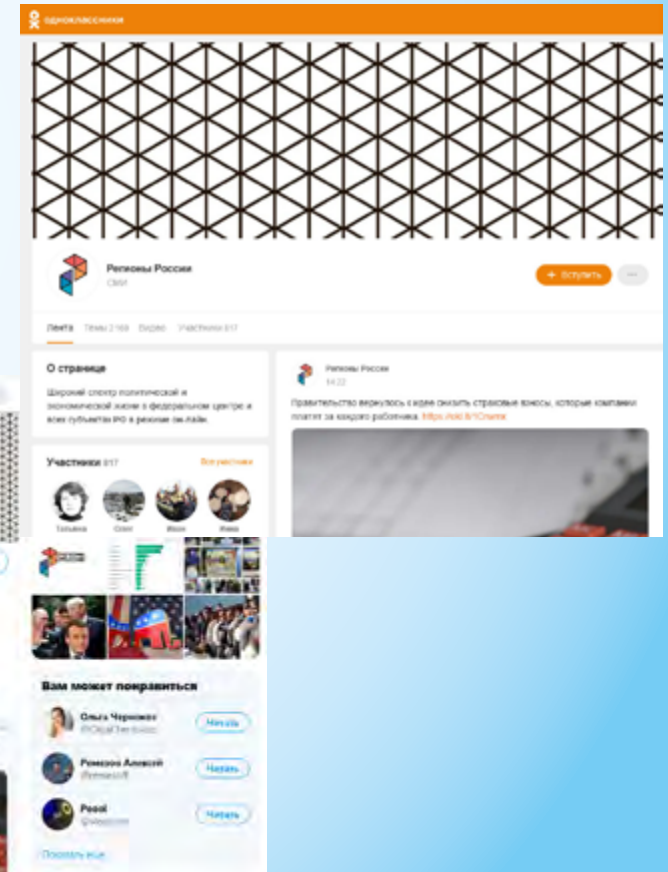 одноклассники
Регионы России
СМИ
+ Вступить
Лента Темы 2 168 Видео Участники 817
О странице
Широкий спектр политической и
экономической жизни в федеральном центре и
всех субъектах РФ в режиме он-лайн.
Участники 817
Все участники
Татьяна Олег Иван Инна
Регионы России
14:22
Правительство вернулось к идее снизить страховые взносы, которые компании
платят за каждого работника.
Вам может понравиться
Ольга
Читать
Ремезов Алексей
Читать
Читать
Показать еще